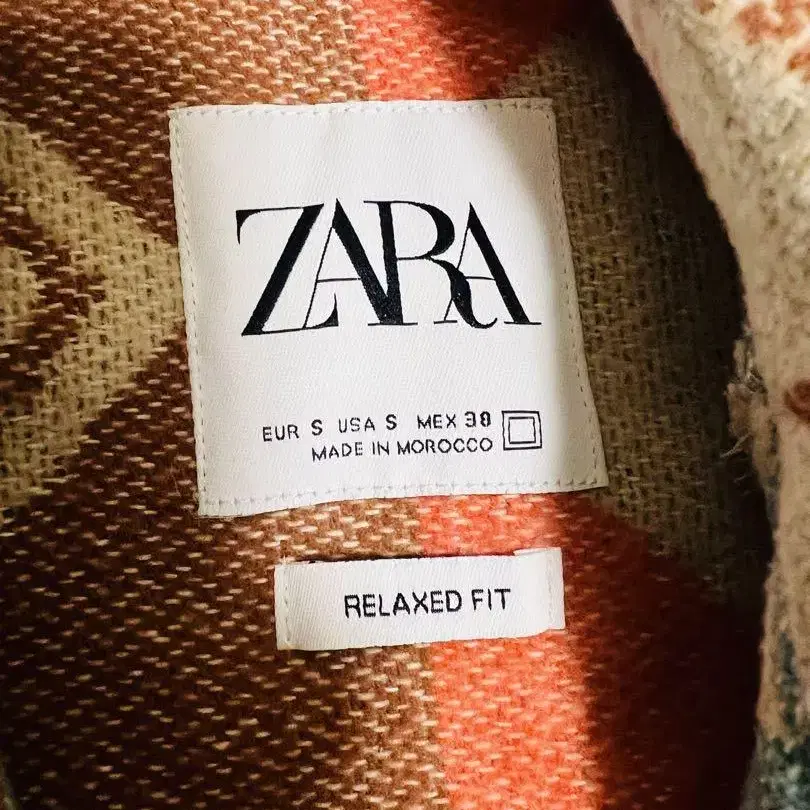 ZARA
EUR S USA S MEX 38
MADE IN MOROCCO
RELAXED FIT